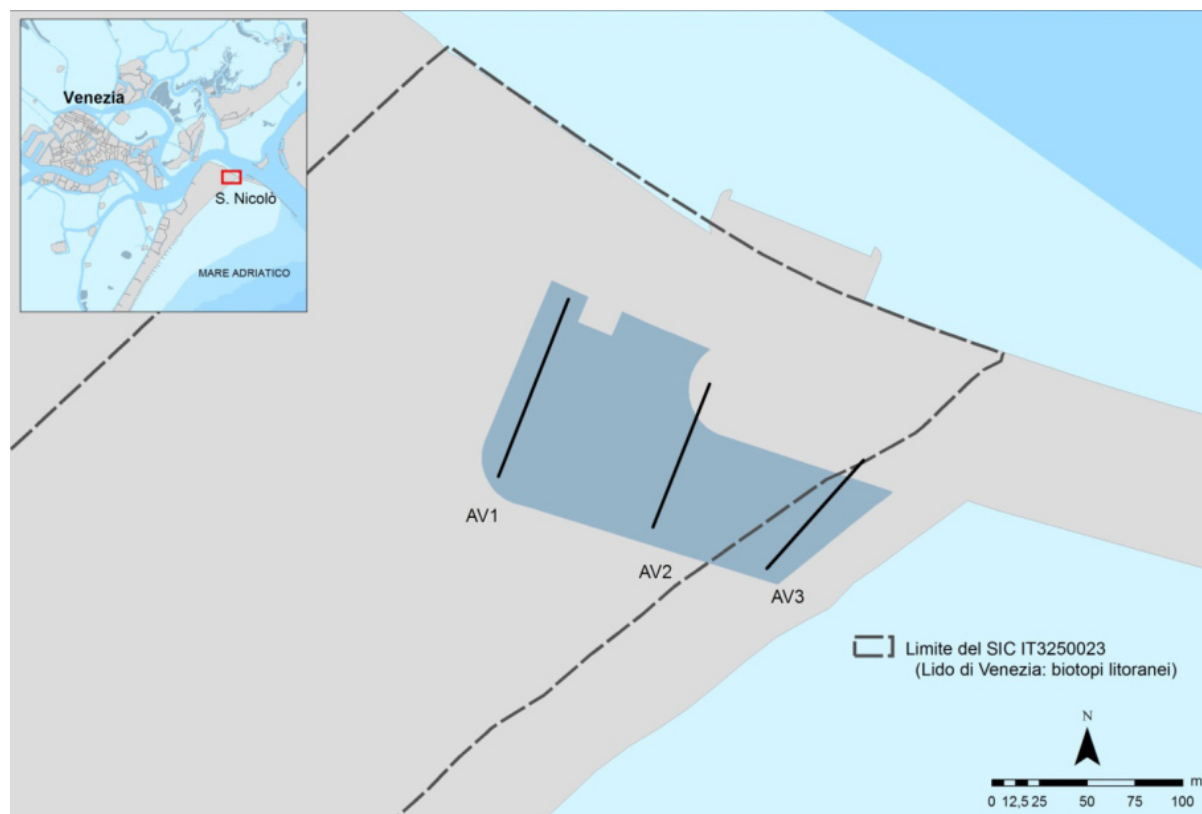 Venezia
S. Nicolò
MARE ADRIATICO
AV1
AV2
AV3
Limite del SIC IT3250023
(Lido di Venezia: biotopi litoranei)
N
m
0 12,5 25 50 75 100